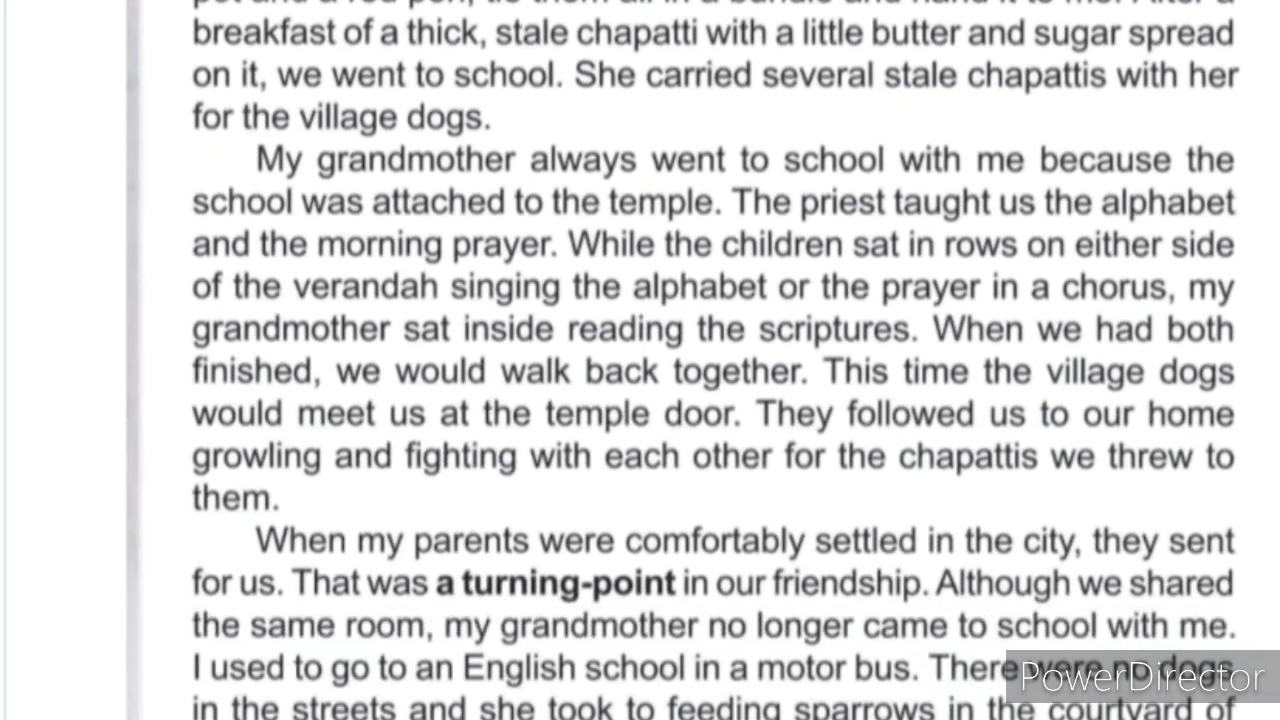 breakfast of a thick, stale chapatti with a little butter and sugar spread
on it, we went to school. She carried several stale chapattis with her
for the village dogs.
My grandmother always went to school with me because the
school was attached to the temple. The priest taught us the alphabet
and the morning prayer. While the children sat in rows on either side
of the verandah singing the alphabet or the prayer in a chorus, my
grandmother sat inside reading the scriptures. When we had both
finished, we would walk back together. This time the village dogs
would meet us at the temple door. They followed us to our home
growling and fighting with each other for the chapattis we threw to
them.
When my parents were comfortably settled in the city, they sent
for us. That was a turning-point in our friendship. Although we shared
the same room, my grandmother no longer came to school with me.
I used to go to an English school in a motor bus. There were no dogs
in the streets and she took to feeding sparrows in the courtyard of
PowerDirector